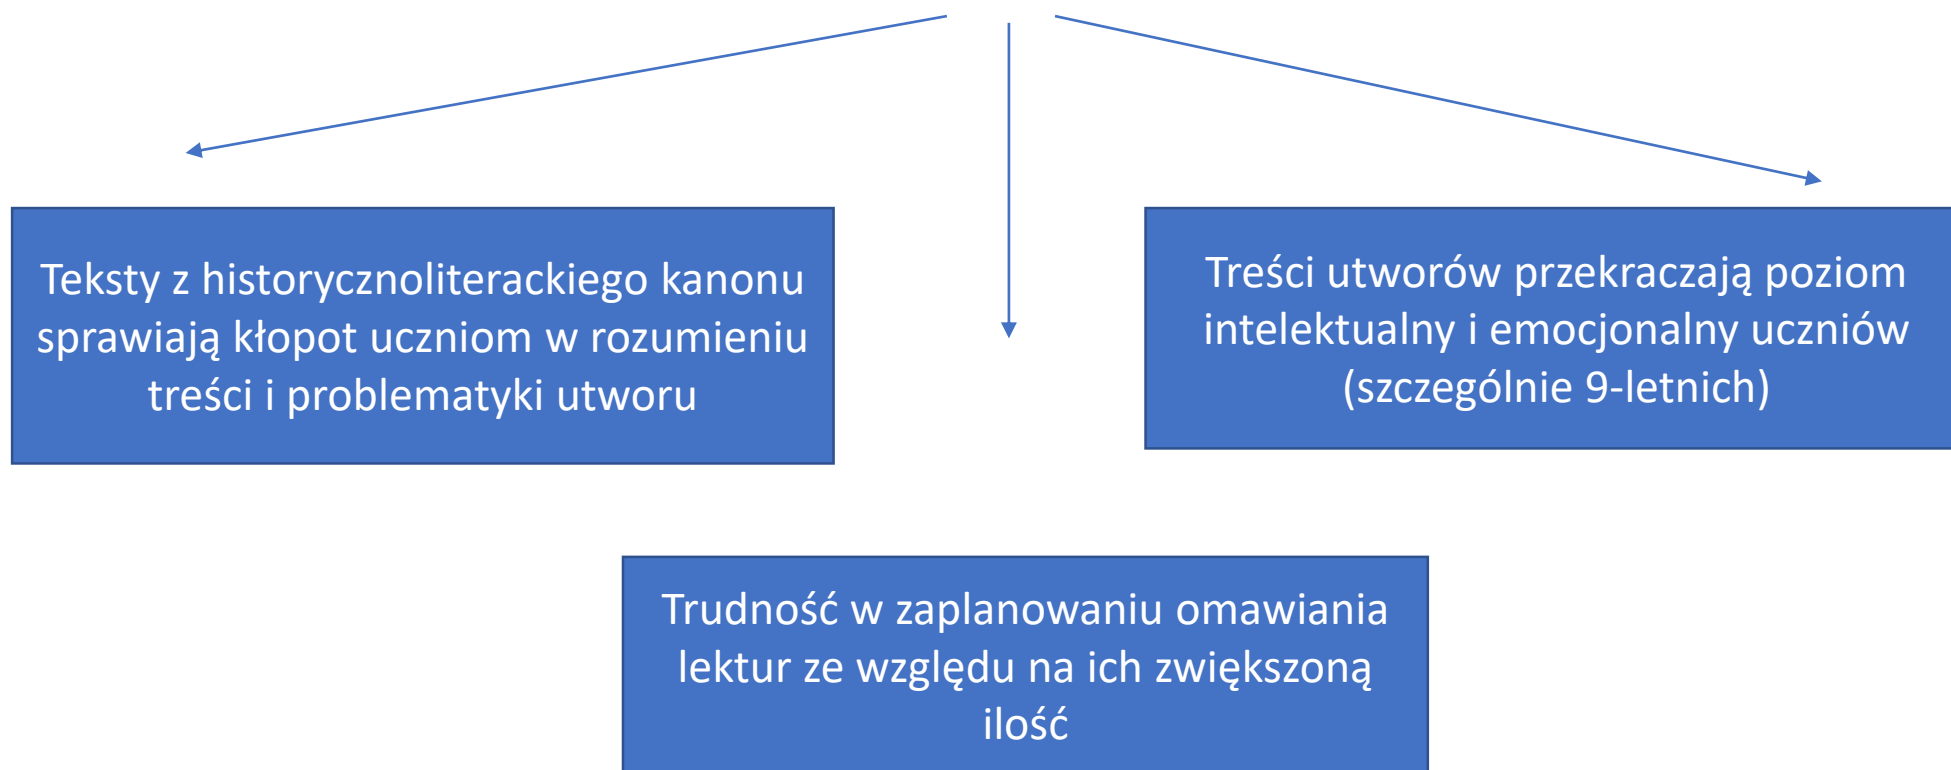 Teksty z historycznoliterackiego kanonu
sprawiają kłopot uczniom w rozumieniu
treści i problematyki utworu
Treści utworów przekraczają poziom
intelektualny i emocjonalny uczniów
(szczególnie 9-letnich)
Trudność w zaplanowaniu omawiania
lektur ze względu na ich zwiększoną
ilość